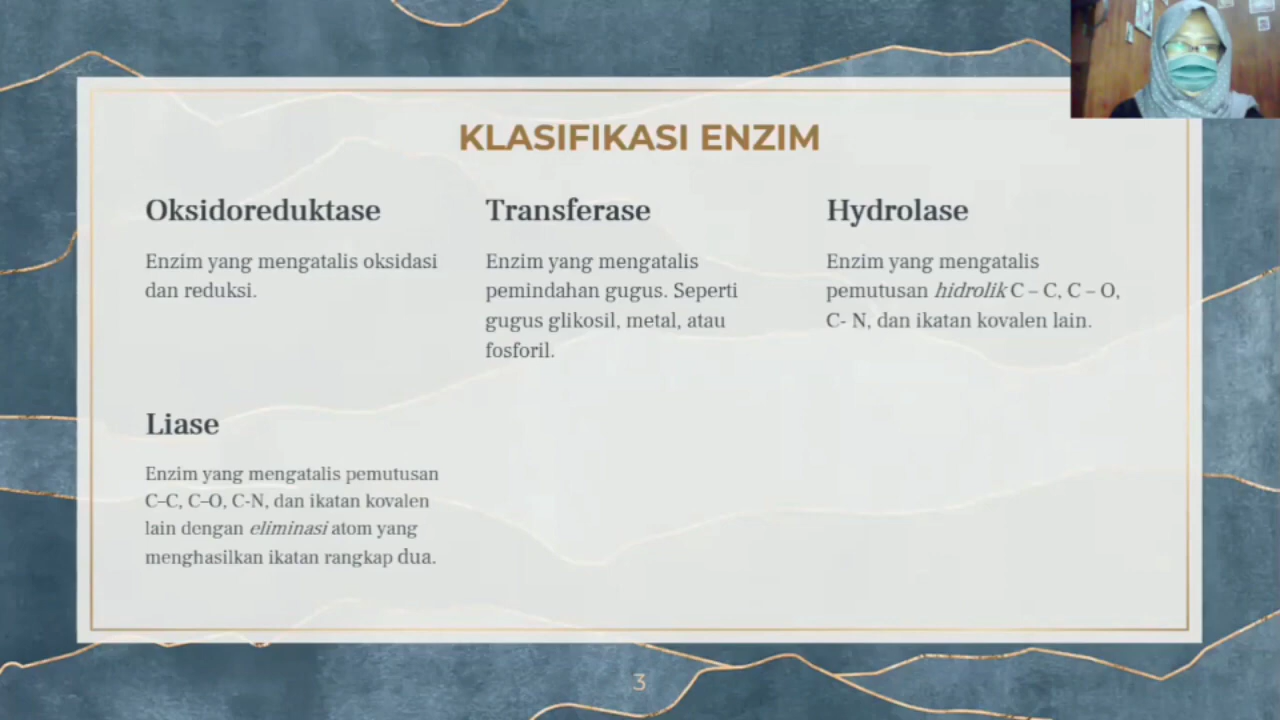 KLASIFIKASI ENZIM
Oksidoreduktase
Enzim yang mengatalis oksidasi
dan reduksi.
Transferase
Enzim yang mengatalis
pemindahan gugus. Seperti
gugus glikosil, metal, atau
fosforil.
Hydrolase
Enzim yang mengatalis
pemutusan hidrolik C – C, C – O,
C- N, dan ikatan kovalen lain.
Liase
Enzim yang mengatalis pemutusan
C–C, C–O, C-N, dan ikatan kovalen
lain dengan eliminasi atom yang
menghasilkan ikatan rangkap dua.
3